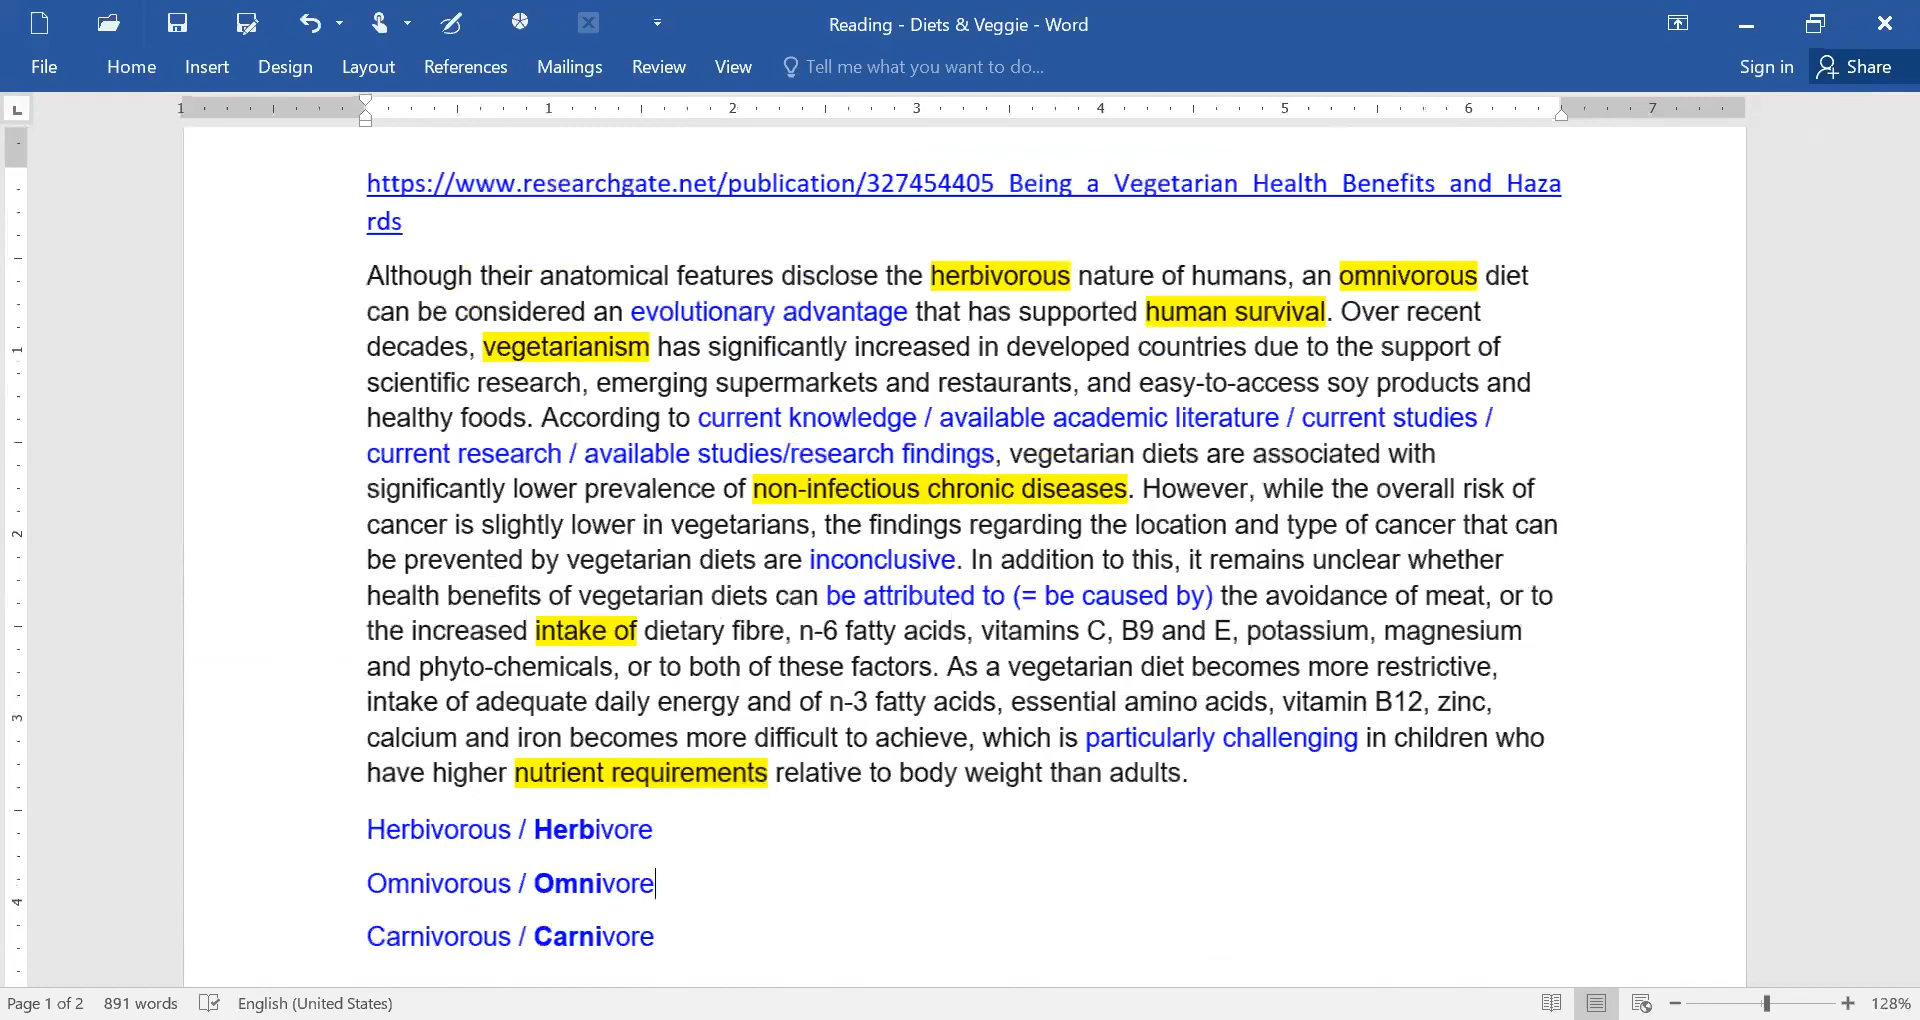 Reading - Diets & Veggie - Word
File Home Insert Design Layout References Mailings Review View Tell me what you want to do... Sign in Share
1 1 2 3 4 5 6 7
https://www.researchgate.net/publication/327454405_Being_a_Vegetarian_Health_Benefits_and_Haza
rds
Although their anatomical features disclose the herbivorous nature of humans, an omnivorous diet
can be considered an evolutionary advantage that has supported human survival. Over recent
decades, vegetarianism has significantly increased in developed countries due to the support of
scientific research, emerging supermarkets and restaurants, and easy-to-access soy products and
healthy foods. According to current knowledge / available academic literature / current studies /
current research / available studies/research findings, vegetarian diets are associated with
significantly lower prevalence of non-infectious chronic diseases. However, while the overall risk of
cancer is slightly lower in vegetarians, the findings regarding the location and type of cancer that can
be prevented by vegetarian diets are inconclusive. In addition to this, it remains unclear whether
health benefits of vegetarian diets can be attributed to (= be caused by) the avoidance of meat, or to
the increased intake of dietary fibre, n-6 fatty acids, vitamins C, B9 and E, potassium, magnesium
and phyto-chemicals, or to both of these factors. As a vegetarian diet becomes more restrictive,
intake of adequate daily energy and of n-3 fatty acids, essential amino acids, vitamin B12, zinc,
calcium and iron becomes more difficult to achieve, which is particularly challenging in children who
have higher nutrient requirements relative to body weight than adults.
Herbivorous / Herbivore
Omnivorous / Omnivore
Carnivorous / Carnivore
1
2
3
4
Page 1 of 2 891 words English (United States) 128%